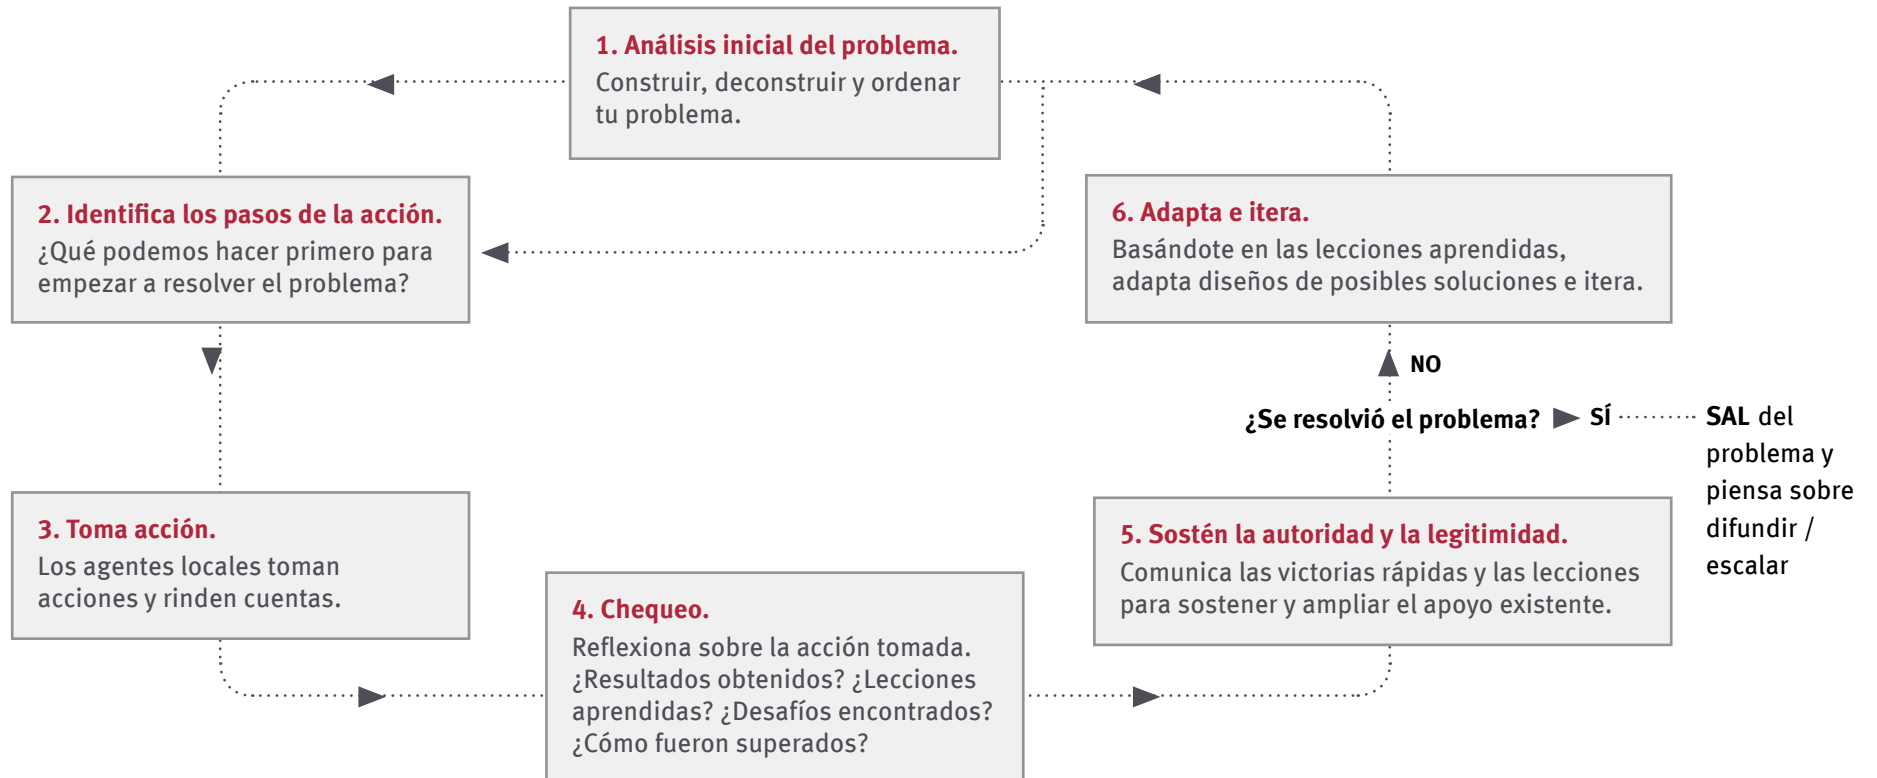 1. Análisis inicial del problema.
Construir, deconstruir y ordenar
tu problema.
2. Identifica los pasos de la acción.
¿Qué podemos hacer primero para
empezar a resolver el problema?
3. Toma acción.
Los agentes locales toman
acciones y rinden cuentas.
4. Chequeo.
Reflexiona sobre la acción tomada.
¿Resultados obtenidos? ¿Lecciones
aprendidas? ¿Desafíos encontrados?
¿Cómo fueron superados?
5. Sostén la autoridad y la legitimidad.
Comunica las victorias rápidas y las lecciones
para sostener y ampliar el apoyo existente.
¿Se resolvió el problema?
SÍ
SAL del
problema y
piensa sobre
difundir /
escalar
NO
6. Adapta e itera.
Basándote en las lecciones aprendidas,
adapta diseños de posibles soluciones e itera.